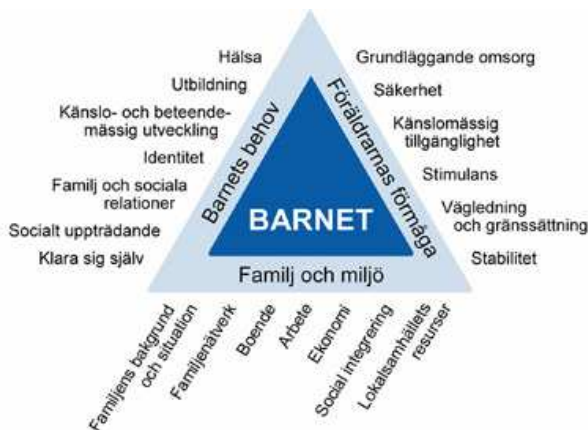 Hälsa
Utbildning
Känslo- och beteende-
mässig utveckling
Identitet
Familj och sociala
relationer
Socialt uppträdande
Klara sig själv
Barnets behov
BARNET
Föräldrarnas förmåga
Grundläggande omsorg
Säkerhet
Känslomässig
tillgänglighet
Stimulans
Vägledning
och gränssättning
Stabilitet
Familj och miljö
Familjens bakgrund
och situation
Familjenätverk
Boende
Arbete
Ekonomi
Social integrering
Lokalsamhällets
resurser